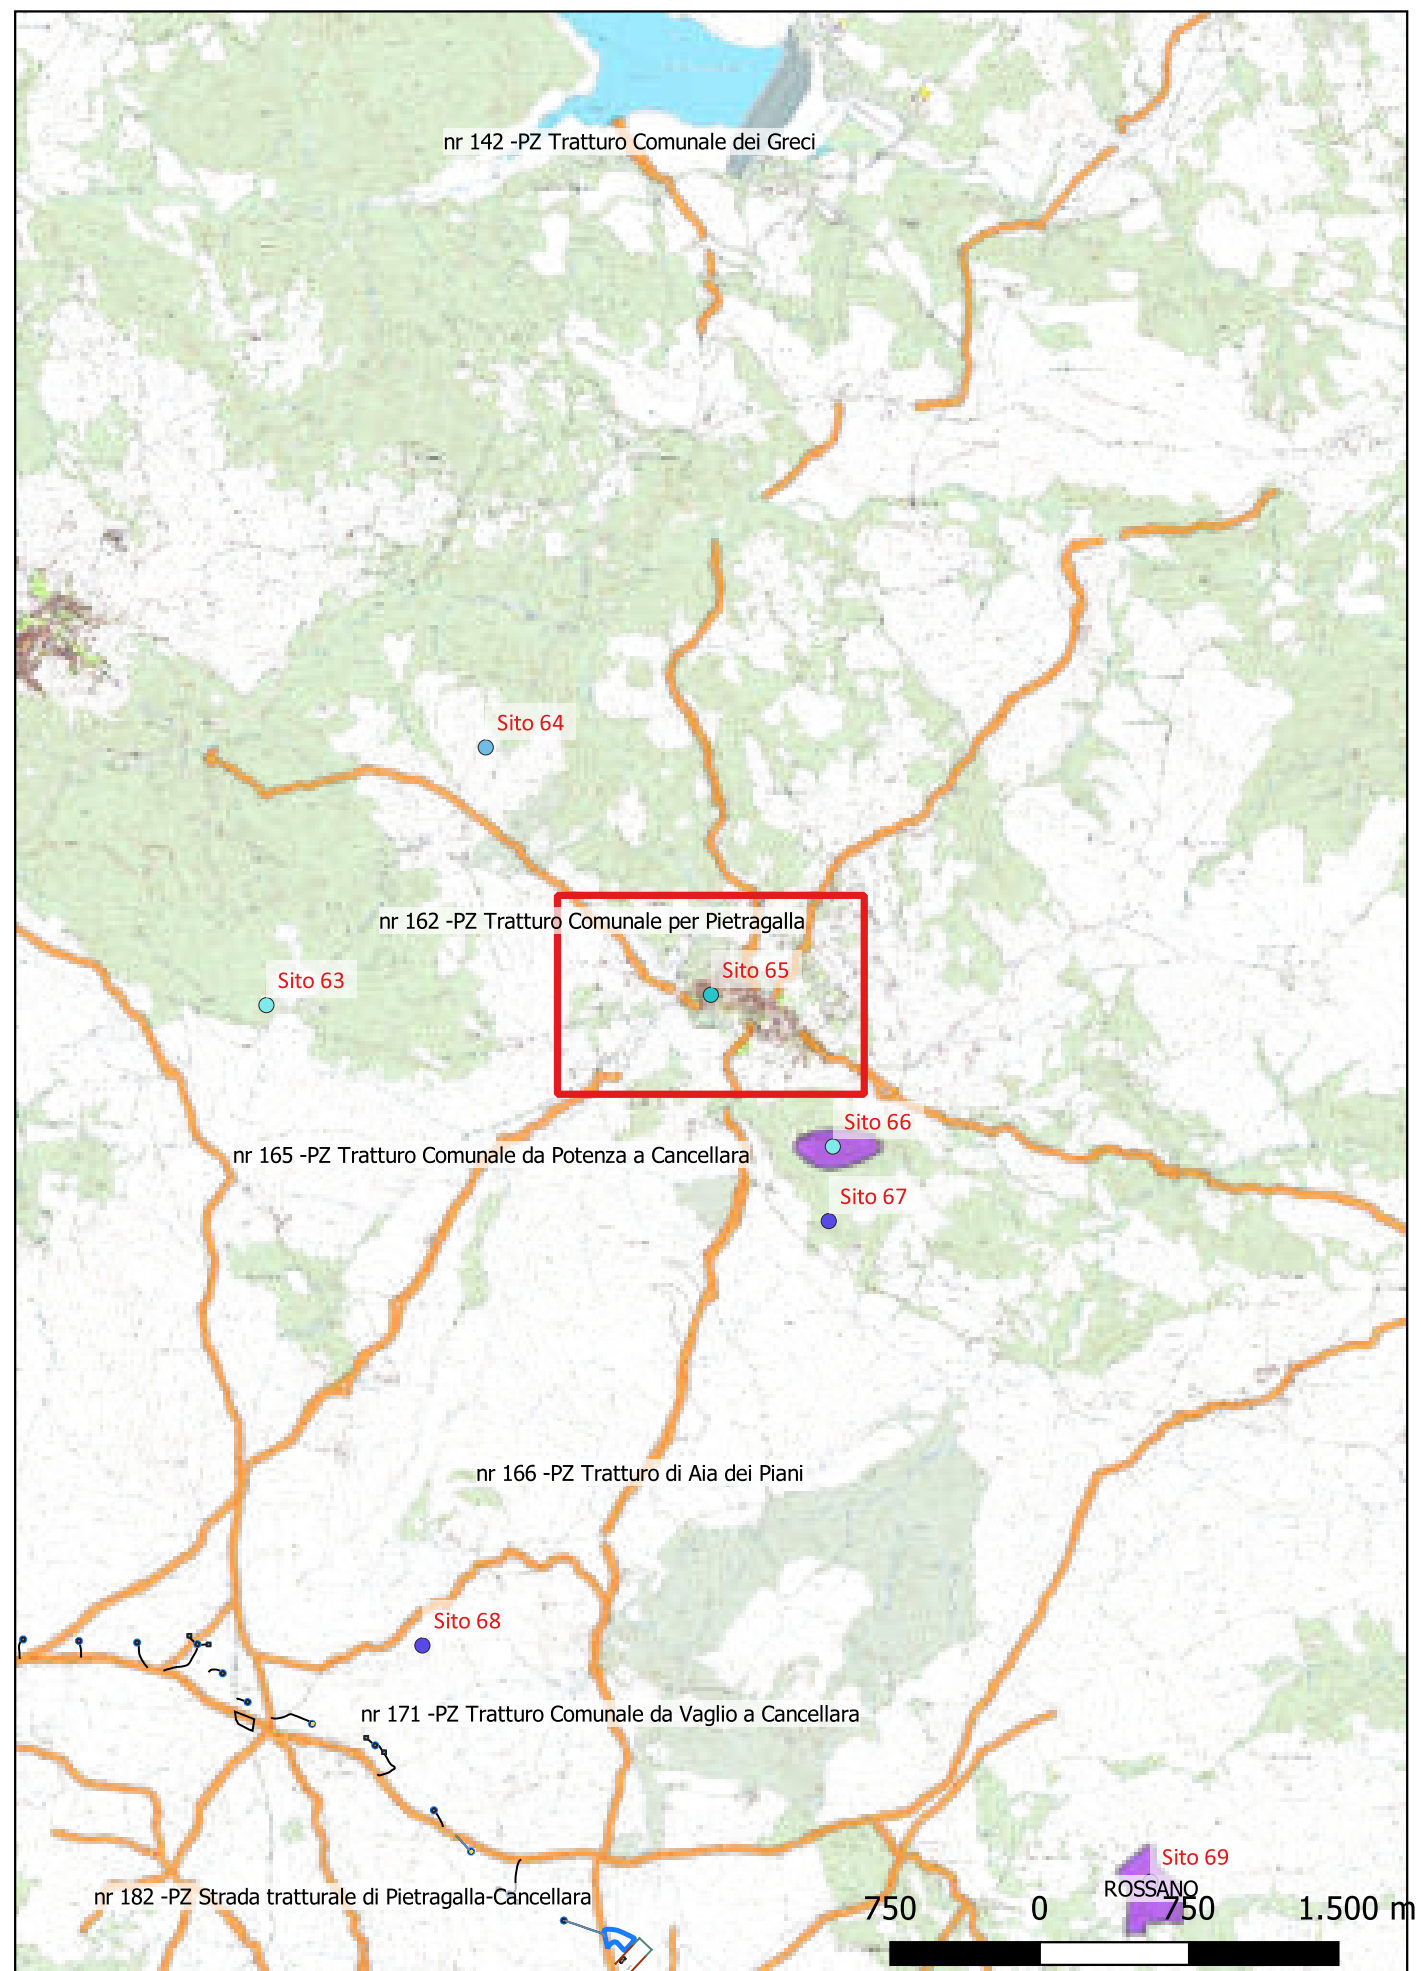 nr 142 -PZ Tratturo Comunale dei Greci
Sito 64
nr 162 -PZ Tratturo Comunale per Pietragalla
Sito 65
Sito 63
Sito 66
nr 165 -PZ Tratturo Comunale da Potenza a Cancellara
Sito 67
nr 166 -PZ Tratturo di Aia dei Piani
Sito 68
nr 171 -PZ Tratturo Comunale da Vaglio a Cancellara
Sito 69
ROSSANO
nr 182 -PZ Strada tratturale di Pietragalla-Cancellara
750 0 750 1.500 m